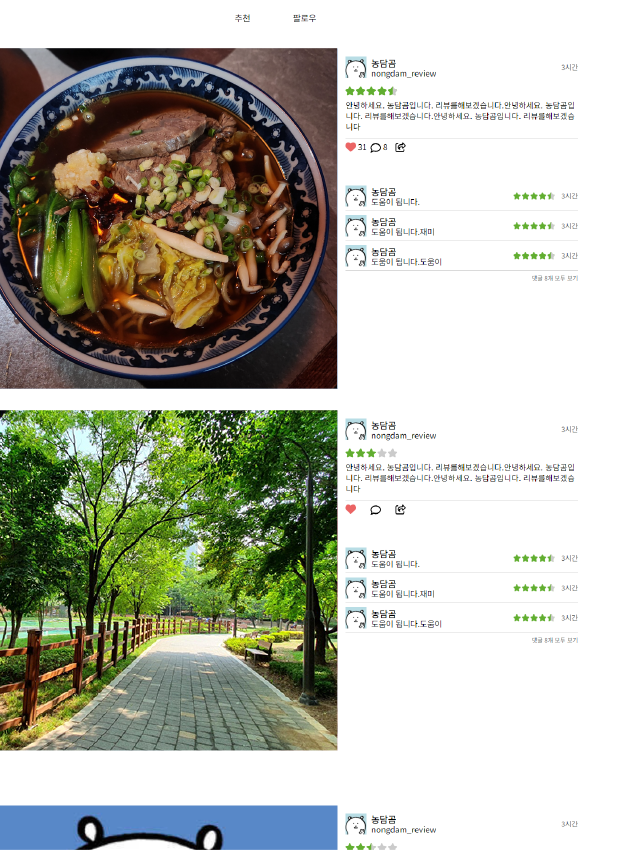 추천 팔로우
농담곰
nongdam_review
3시간
안녕하세요. 농담곰입니다. 리뷰를해보겠습니다.안녕하세요. 농담곰입
니다. 리뷰를해보겠습니다.안녕하세요. 농담곰입니다. 리뷰를해보겠습
니다
31 8
농담곰
도움이 됩니다.
3시간
농담곰
도움이 됩니다.재미
3시간
농담곰
도움이 됩니다.도움이
3시간
댓글 8개 모두 보기
농담곰
nongdam_review
3시간
안녕하세요. 농담곰입니다. 리뷰를해보겠습니다.안녕하세요. 농담곰입
니다. 리뷰를해보겠습니다.안녕하세요. 농담곰입니다. 리뷰를해보겠습
니다
농담곰
도움이 됩니다.
3시간
농담곰
도움이 됩니다.재미
3시간
농담곰
도움이 됩니다.도움이
3시간
댓글 8개 모두 보기
농담곰
nongdam_review
3시간